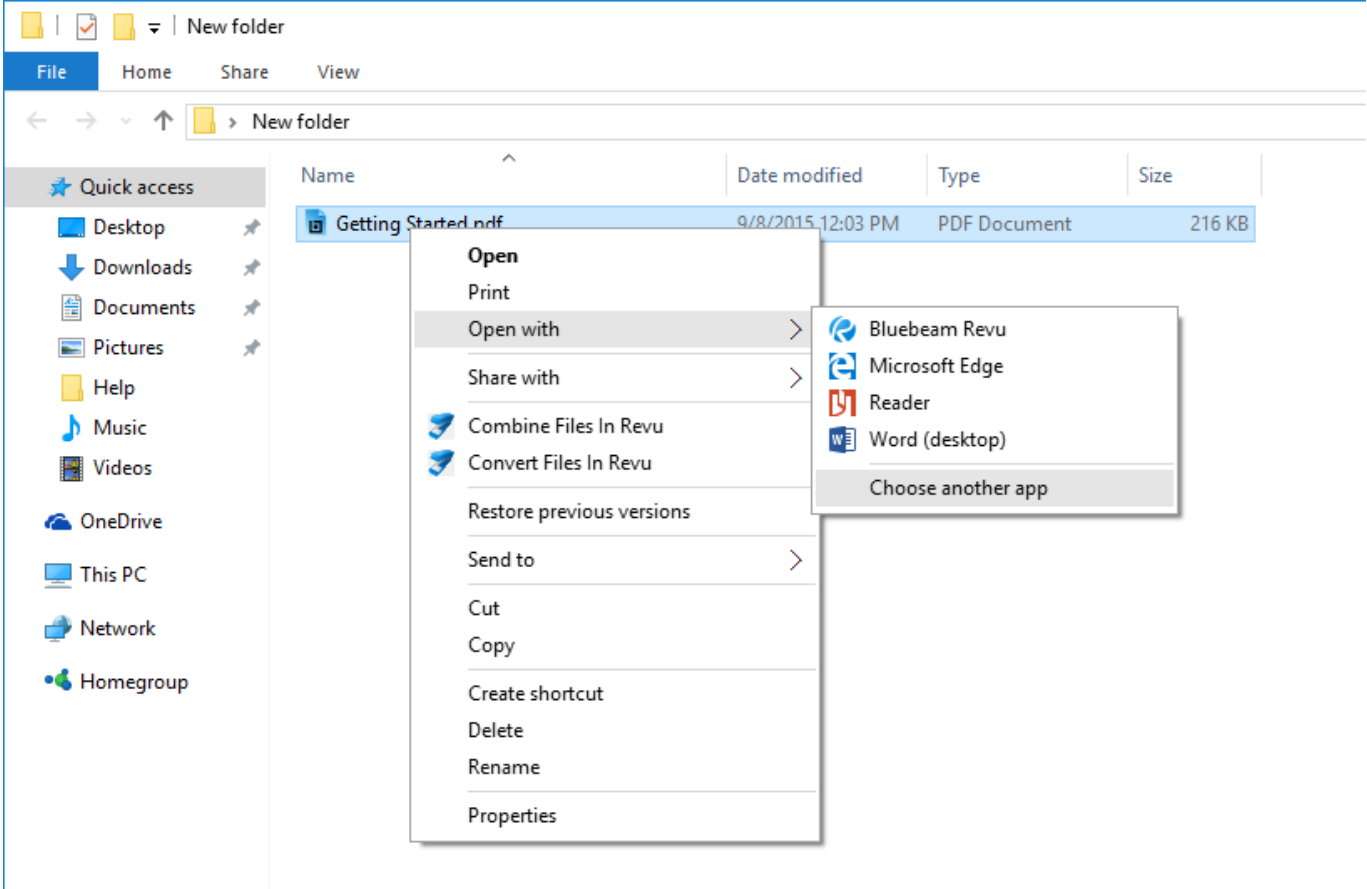 New folder
File Home Share View
New folder
Name Date modified Type Size
Quick access
Desktop
Downloads
Documents
Pictures
Help
Music
Videos
OneDrive
This PC
Network
Homegroup
Getting Started.pdf 9/8/2015 12:03 PM PDF Document 216 KB
Open
Print
Open with
Share with
Combine Files In Revu
Convert Files In Revu
Restore previous versions
Send to
Cut
Copy
Create shortcut
Delete
Rename
Properties
Bluebeam Revu
Microsoft Edge
Reader
Word (desktop)
Choose another app